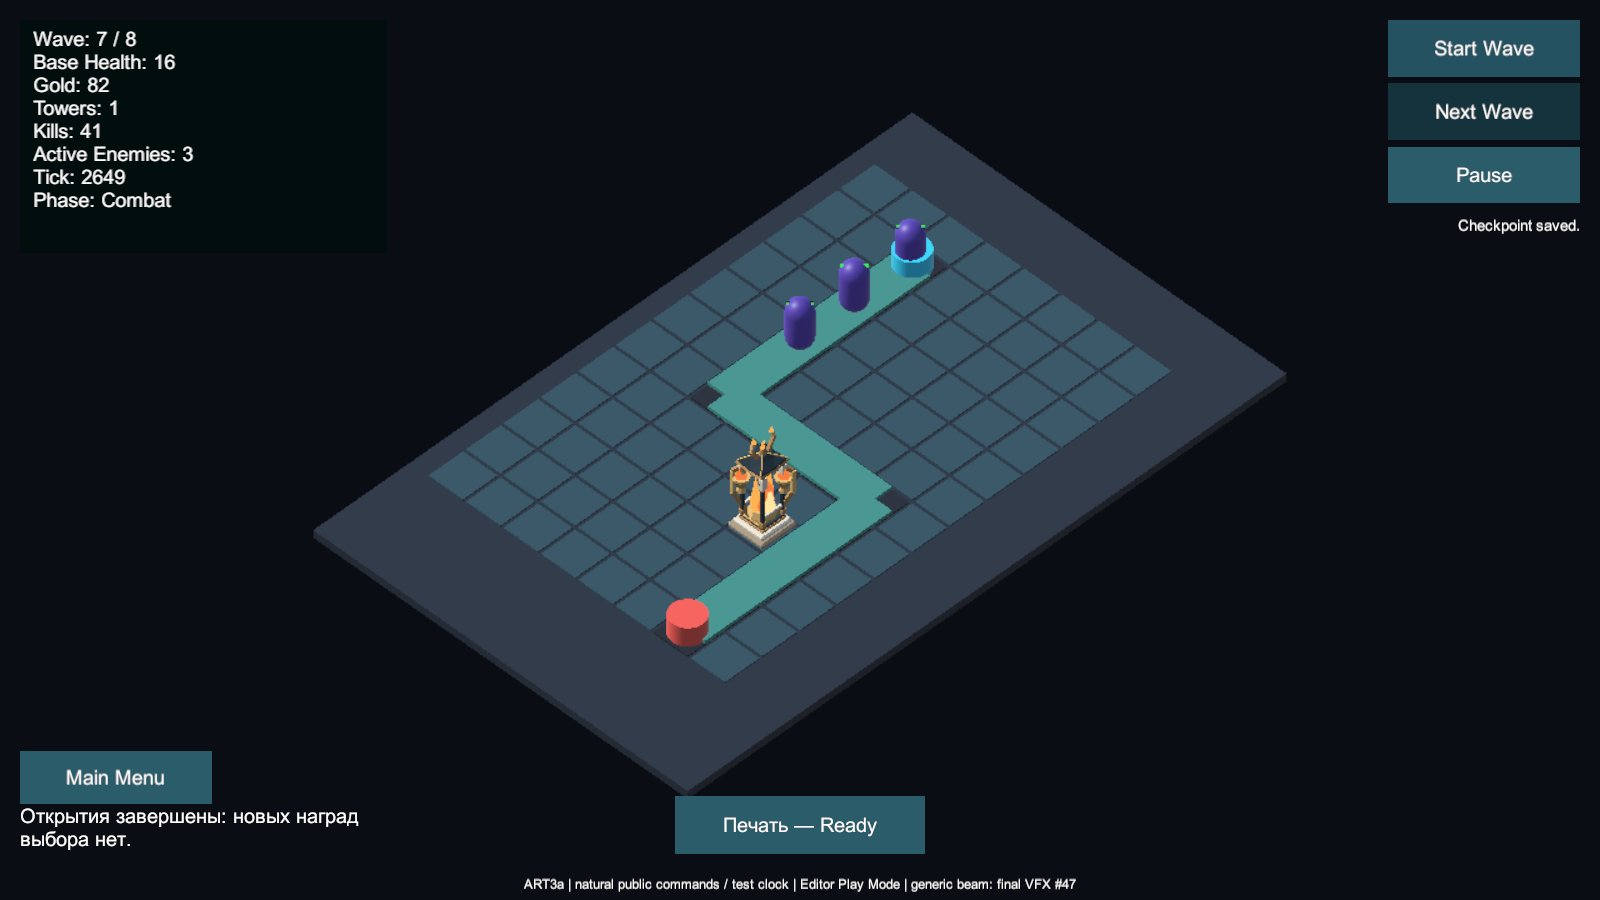 Wave: 7 / 8
Base Health: 16
Gold: 82
Towers: 1
Kills: 41
Active Enemies: 3
Tick: 2649
Phase: Combat
Start Wave
Next Wave
Pause
Checkpoint saved.
Main Menu
Открытия завершены: новых наград
выбора нет.
Печать — Ready
ART3a | natural public commands / test clock | Editor Play Mode | generic beam: final VFX #47